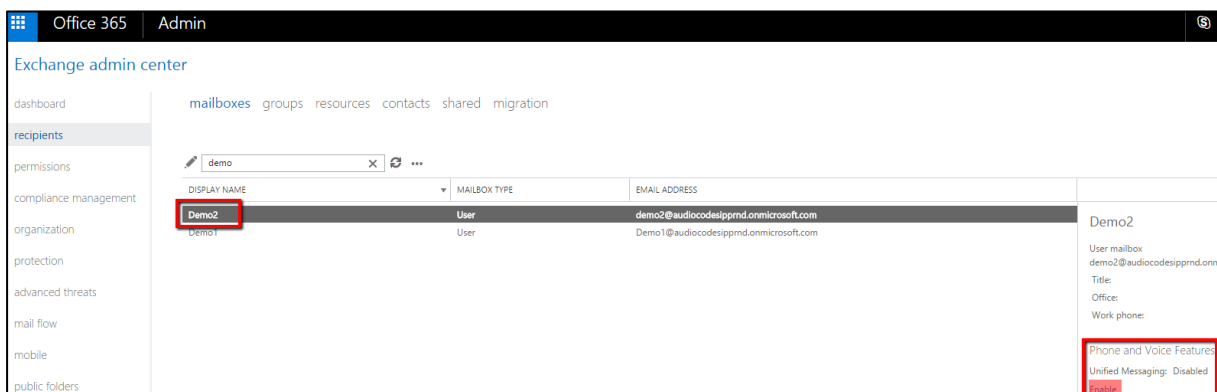 Office 365 Admin
Exchange admin center
dashboard
recipients
permissions
compliance management
organization
protection
advanced threats
mail flow
mobile
public folders
mailboxes groups resources contacts shared migration
demo
DISPLAY NAME MAILBOX TYPE EMAIL ADDRESS
Demo2 User demo2@audiocodesipprnd.onmicrosoft.com
Demo1 User Demo1@audiocodesipprnd.onmicrosoft.com
Demo2
User mailbox
demo2@audiocodesipprnd.onm
Title:
Office:
Work phone:
Phone and Voice Features
Unified Messaging: Disabled
Enable